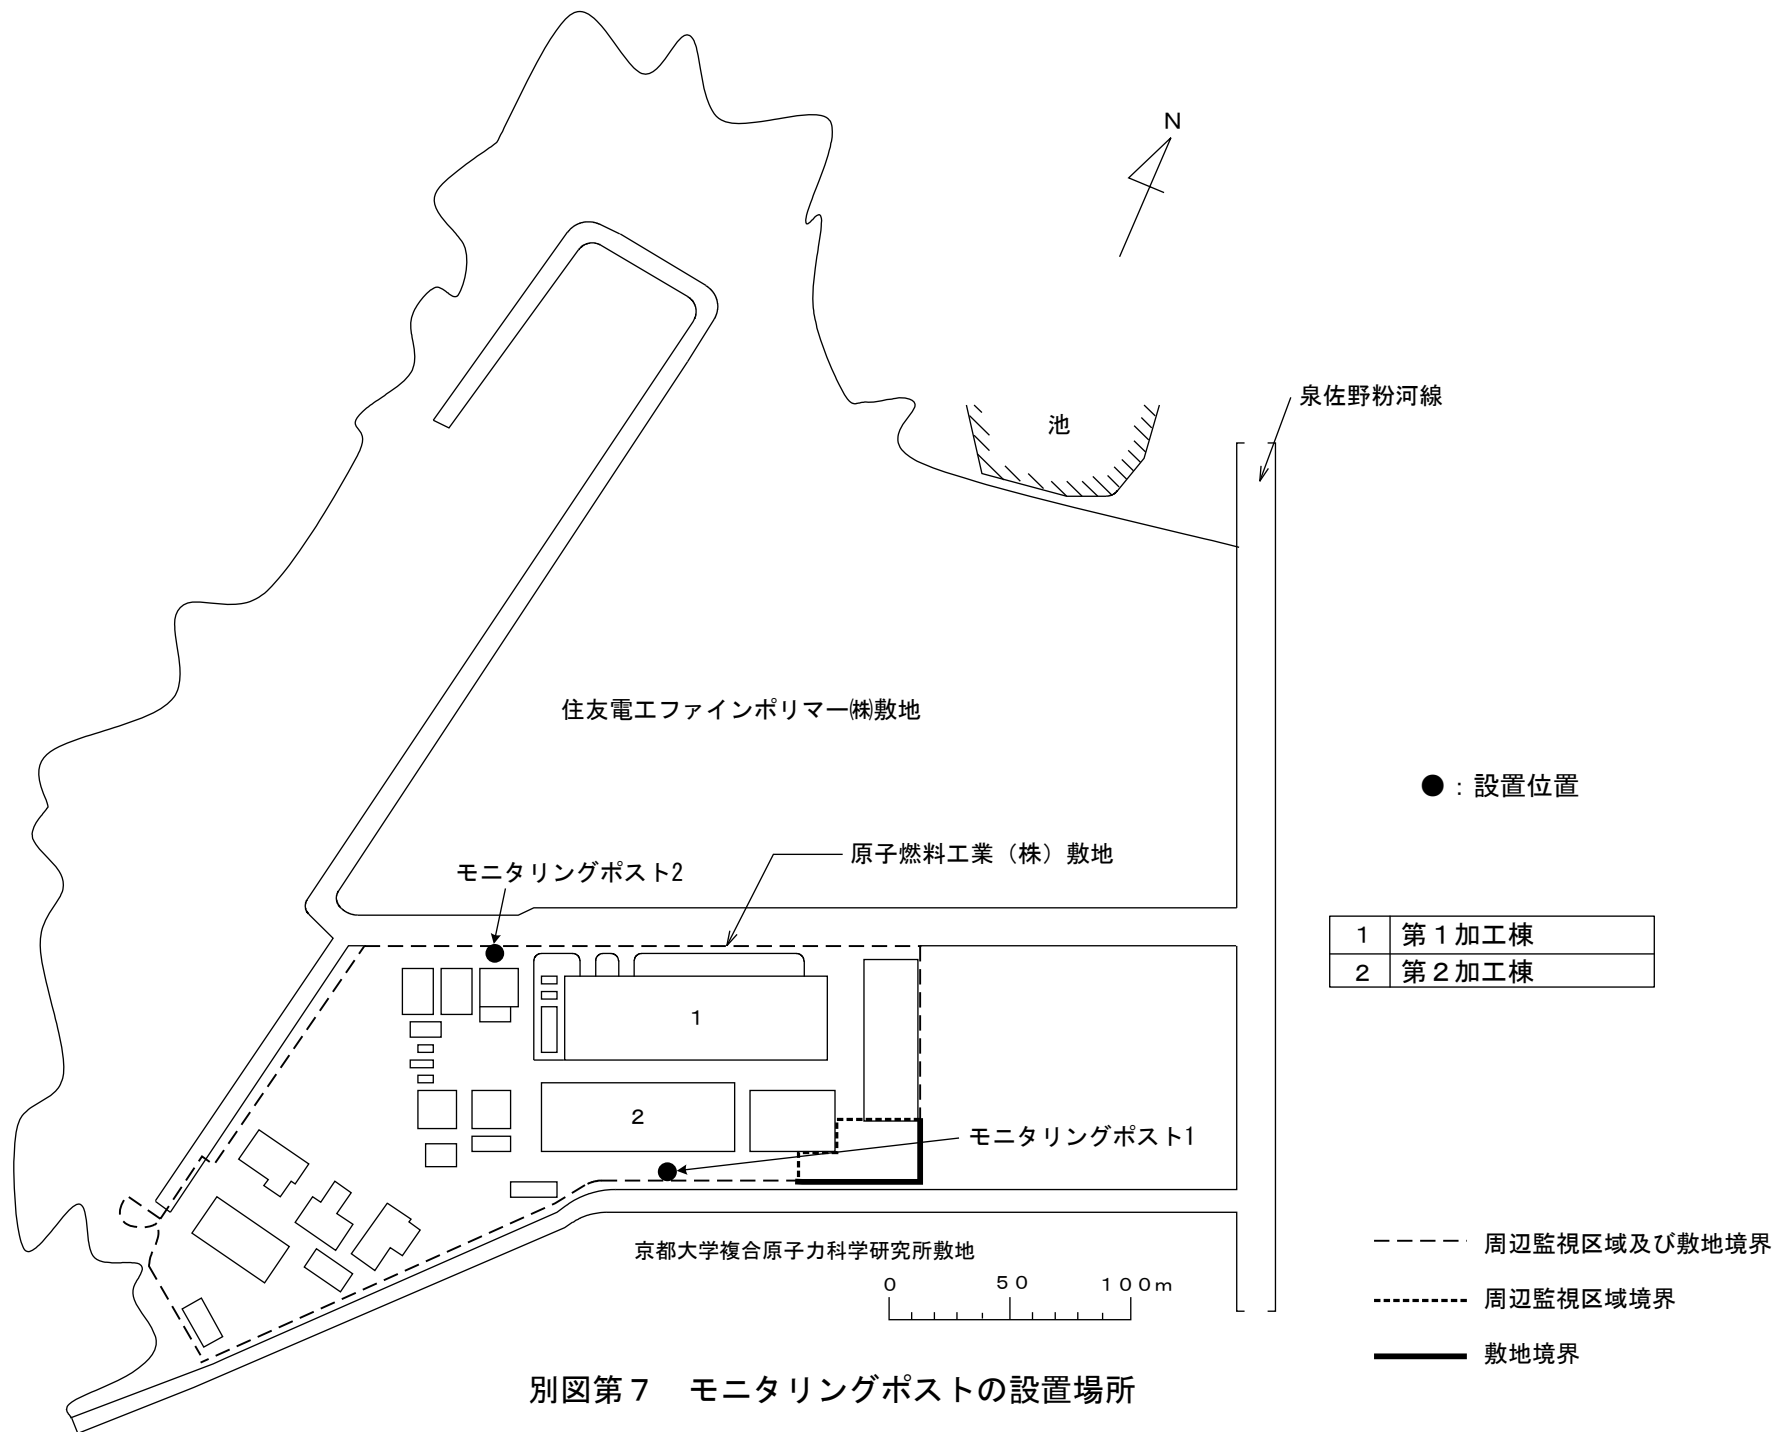 N
泉佐野粉河線
池
住友電工ファインポリマー㈱敷地
●：設置位置
原子燃料工業（株）敷地
モニタリングポスト2
1 第１加工棟
2 第２加工棟
1
2
モニタリングポスト1
京都大学複合原子力科学研究所敷地
0 50 100m
周辺監視区域及び敷地境界
周辺監視区域境界
敷地境界
別図第７　モニタリングポストの設置場所